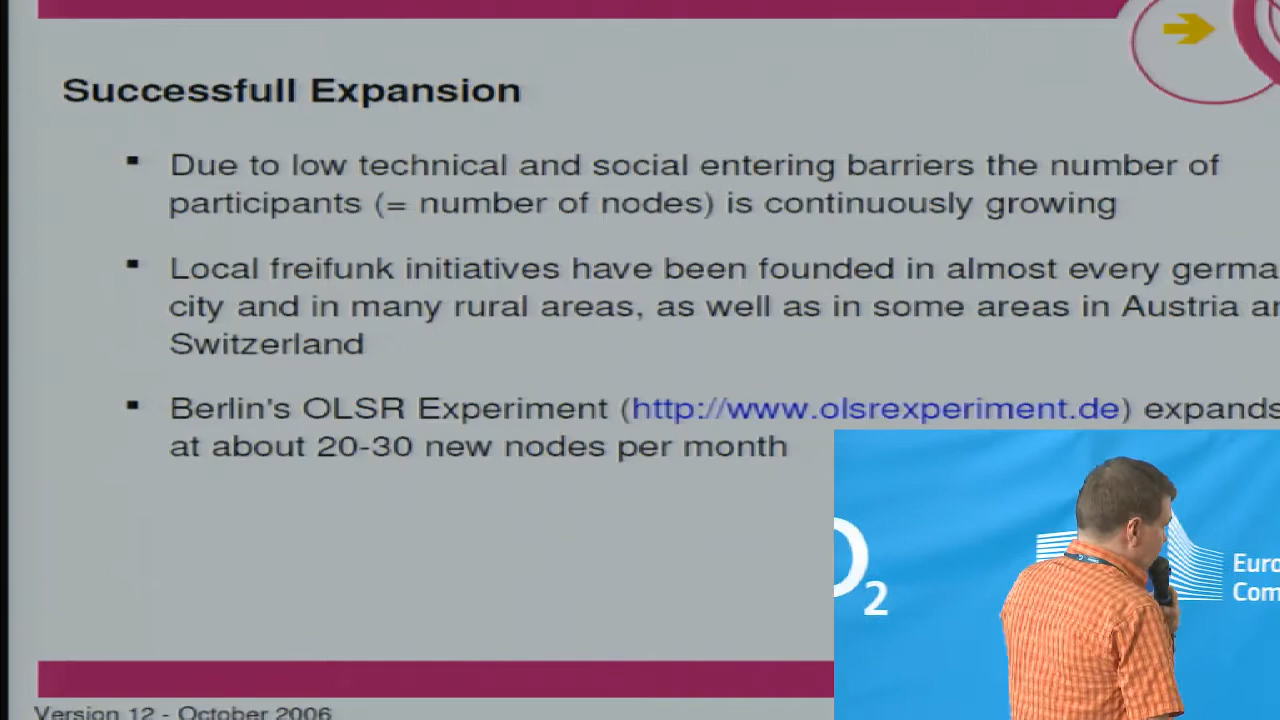 Successfull Expansion
Due to low technical and social entering barriers the number of
participants (= number of nodes) is continuously growing
Local freifunk initiatives have been founded in almost every germa
city and in many rural areas, as well as in some areas in Austria an
Switzerland
Berlin's OLSR Experiment (http://www.olsrexperiment.de) expands
at about 20-30 new nodes per month
O2
Euro
Com
Version 12 - October 2006